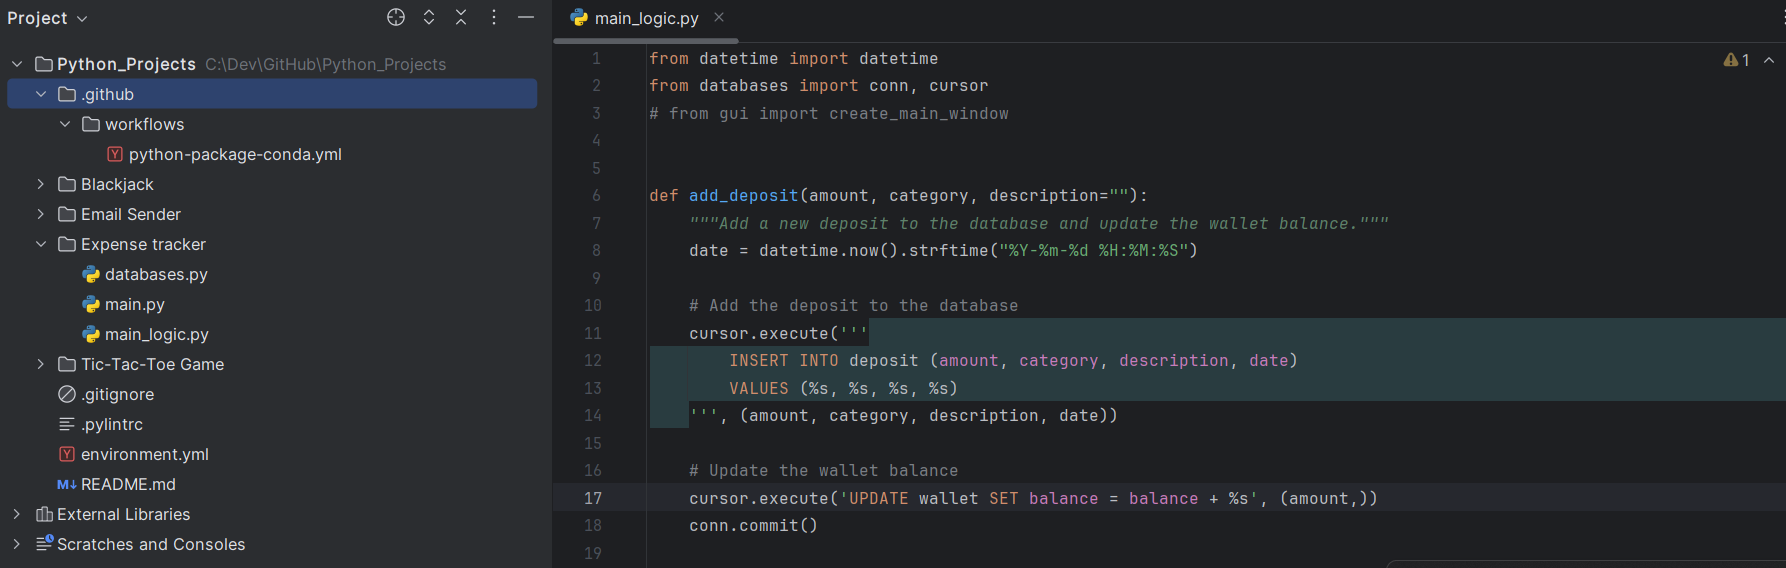 Project
Python_Projects C:\Dev\GitHub\Python_Projects
.github
workflows
python-package-conda.yml
Blackjack
Email Sender
Expense tracker
databases.py
main.py
main_logic.py
Tic-Tac-Toe Game
.gitignore
.pylintrc
environment.yml
README.md
External Libraries
Scratches and Consoles
main_logic.py
1 from datetime import datetime
2 from databases import conn, cursor
3 # from gui import create_main_window
4
5
6 def add_deposit(amount, category, description=""):
7 """Add a new deposit to the database and update the wallet balance."""
8 date = datetime.now().strftime("%Y-%m-%d %H:%M:%S")
9
10 # Add the deposit to the database
11 cursor.execute('''
12 INSERT INTO deposit (amount, category, description, date)
13 VALUES (%s, %s, %s, %s)
14 ''', (amount, category, description, date))
15
16 # Update the wallet balance
17 cursor.execute('UPDATE wallet SET balance = balance + %s', (amount,))
18 conn.commit()
19
1